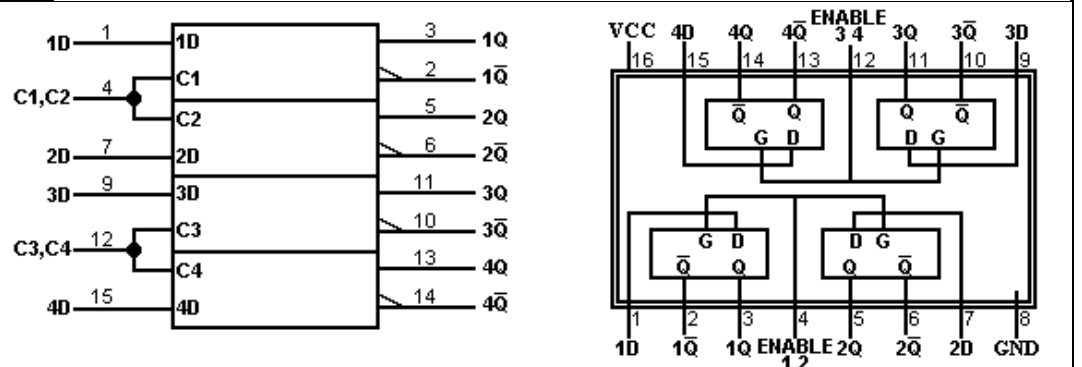 1D 1 1D 3 1Q
C1 2 1Q̅
C1,C2 4
C2 5 2Q
2D 7 2D 6 2Q̅
3D 9 3D 11 3Q
C3 10 3Q̅
C3,C4 12
C4 13 4Q
4D 15 4D 14 4Q̅
ENABLE
VCC 4D 4Q 4Q̅ 3 4 3Q 3Q̅ 3D
16 15 14 13 12 11 10 9
Q̅ Q Q Q̅
G D D G
G D D G
Q̅ Q Q Q̅
1 2 3 4 5 6 7 8
1D 1Q̅ 1Q ENABLE 2Q 2Q̅ 2D GND
1,2